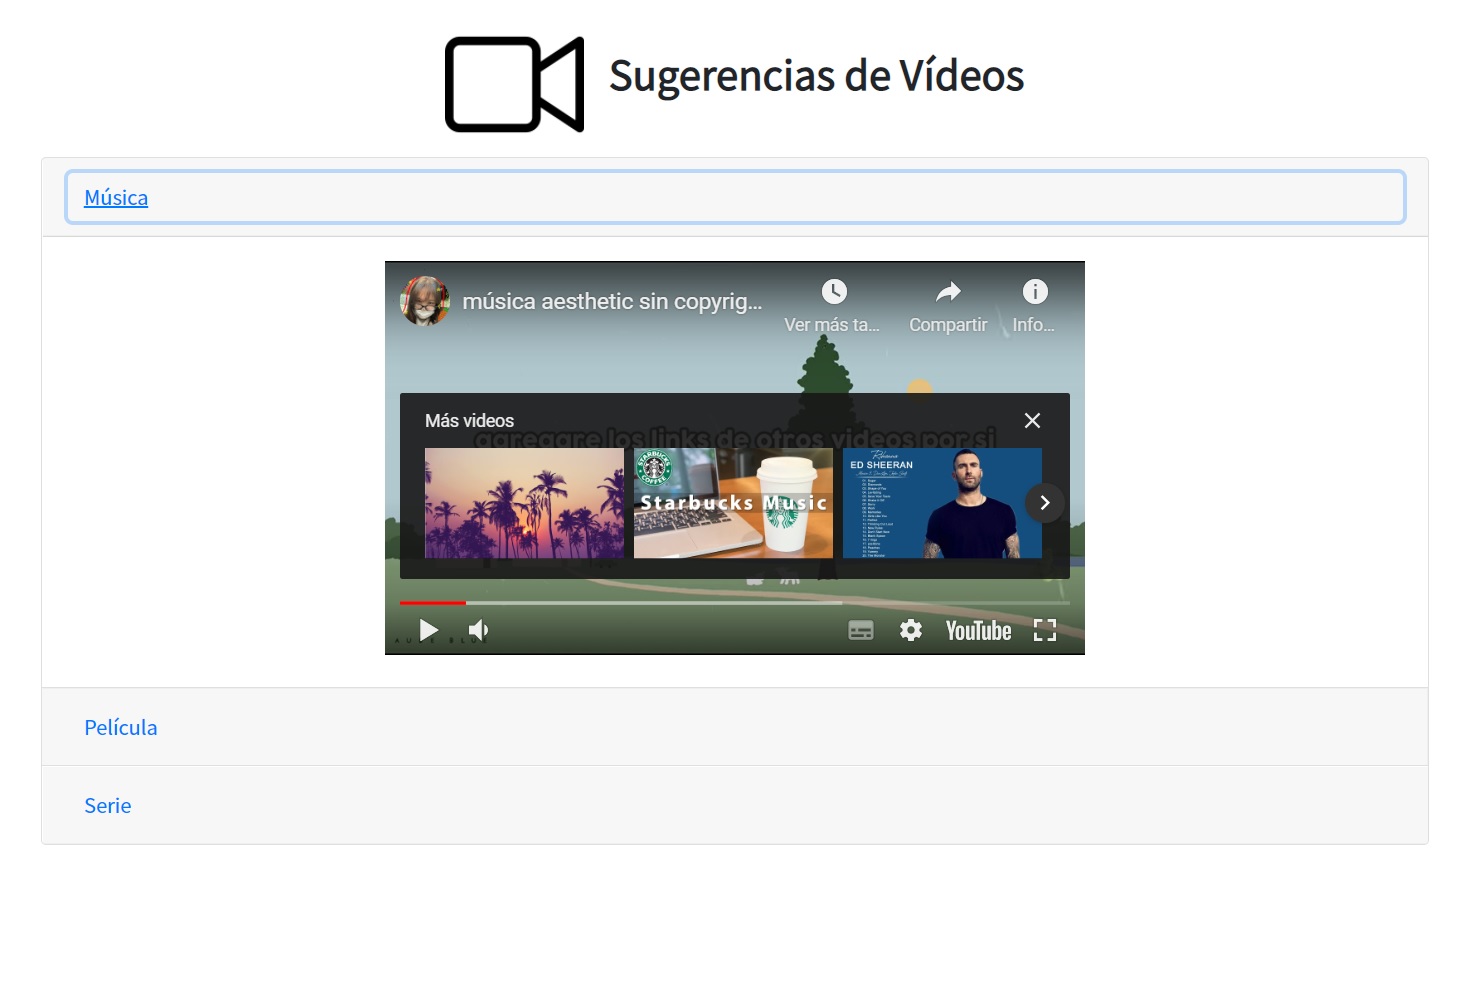 Sugerencias de Vídeos
Música
música aesthetic sin copyrig...
Ver más ta...
Compartir
Info...
Más videos
agregare los links de otros videos por si
STARBUCKS
COFFEE
Starbucks Music
ED SHEERAN
YouTube
Película
Serie